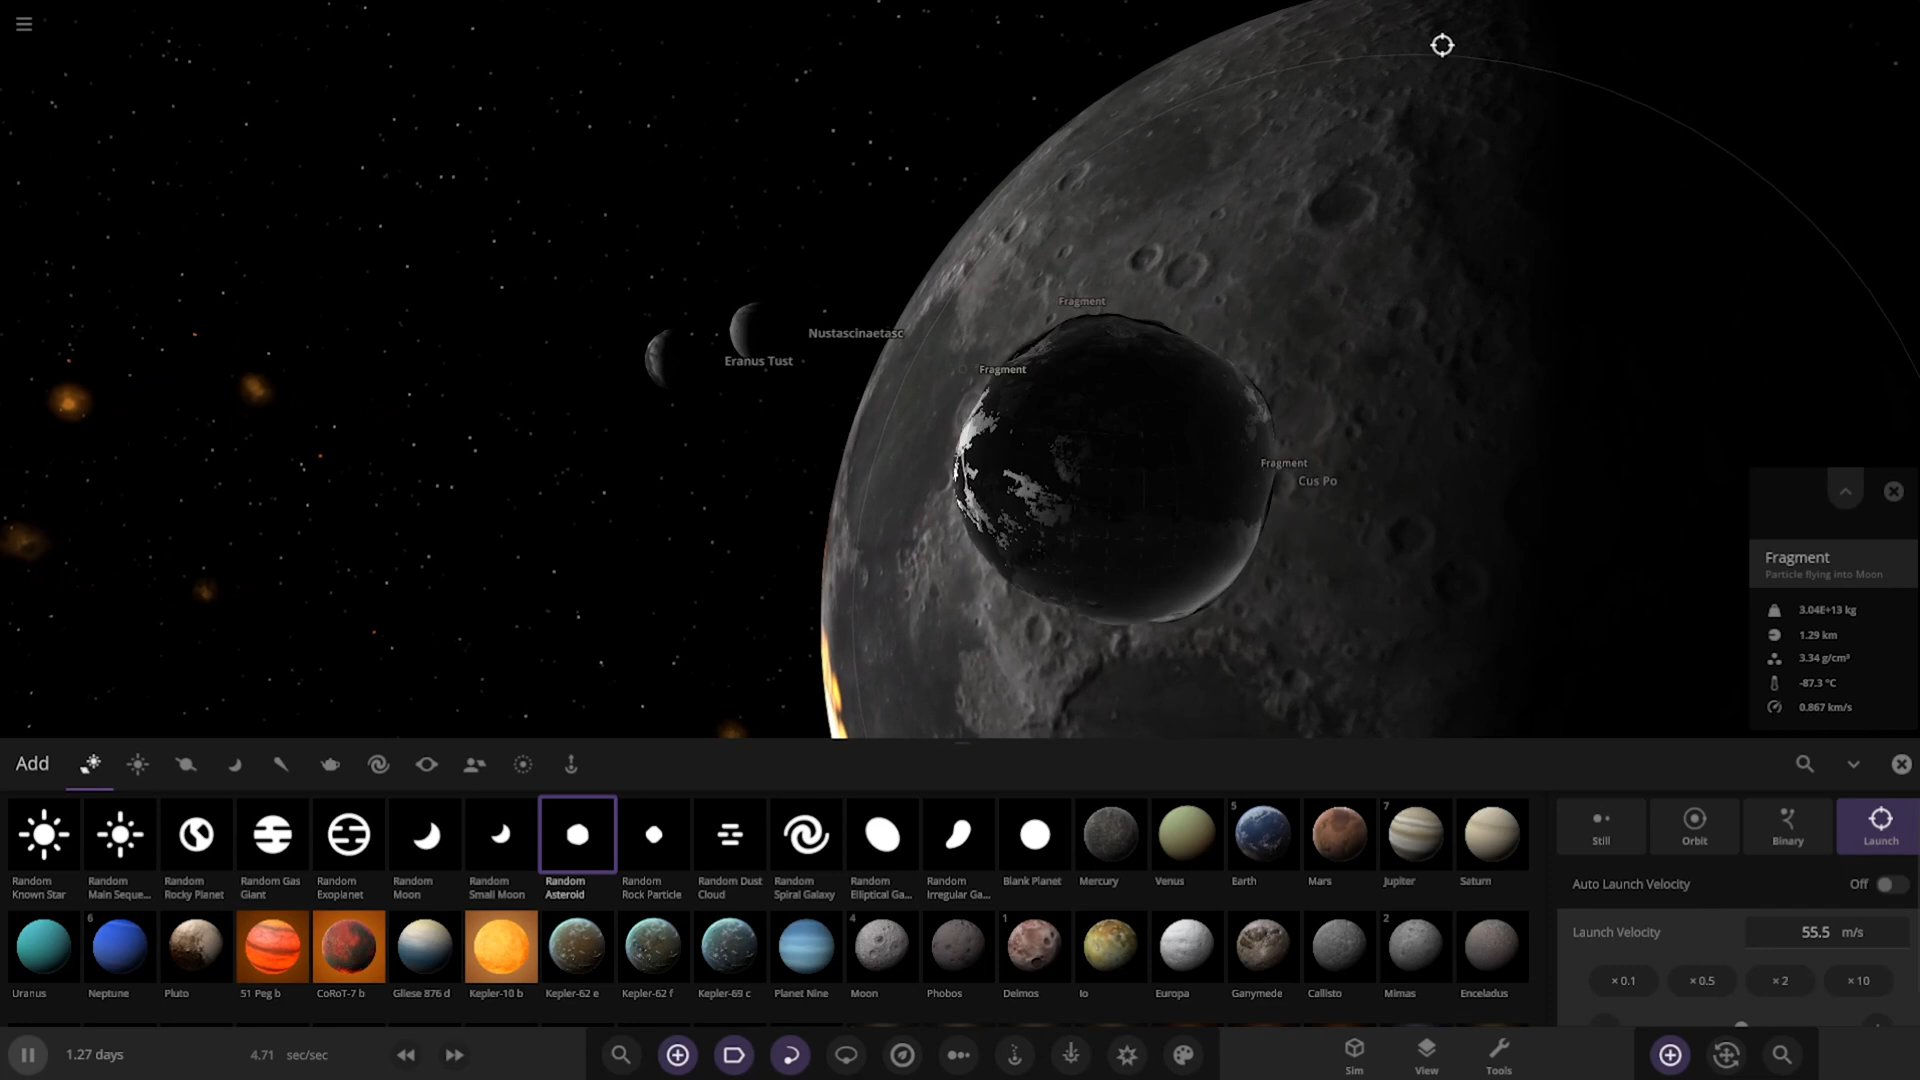 Fragment
Nustascinaetasc
Eranus Tust
Fragment
Fragment
Cus Po
Fragment
Particle flying into Moon
3.04E+13 kg
1.29 km
3.34 g/cm³
-87.3 °C
0.867 km/s
Add
5
7
Random Known Star
Random Main Seque...
Random Rocky Planet
Random Gas Giant
Random Exoplanet
Random Moon
Random Small Moon
Random Asteroid
Random Rock Particle
Random Dust Cloud
Random Spiral Galaxy
Random Elliptical Ga...
Random Irregular Ga...
Blank Planet
Mercury
Venus
Earth
Mars
Jupiter
Saturn
6
4
1
2
Uranus
Neptune
Pluto
51 Peg b
CoRoT-7 b
Gliese 876 d
Kepler-10 b
Kepler-62 e
Kepler-62 f
Kepler-69 c
Planet Nine
Moon
Phobos
Deimos
Io
Europa
Ganymede
Callisto
Mimas
Enceladus
Still
Orbit
Binary
Launch
Auto Launch Velocity
Off
Launch Velocity
55.5 m/s
× 0.1
× 0.5
× 2
× 10
1.27 days
4.71 sec/sec
Sim
View
Tools